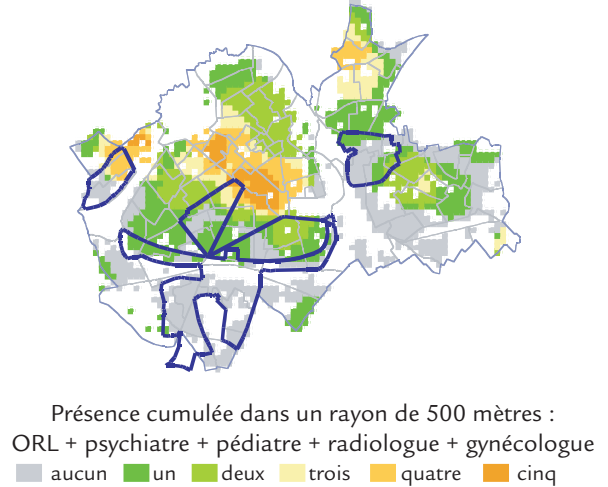 Présence cumulée dans un rayon de 500 mètres :
ORL + psychiatre + pédiatre + radiologue + gynécologue
aucun un deux trois quatre cinq